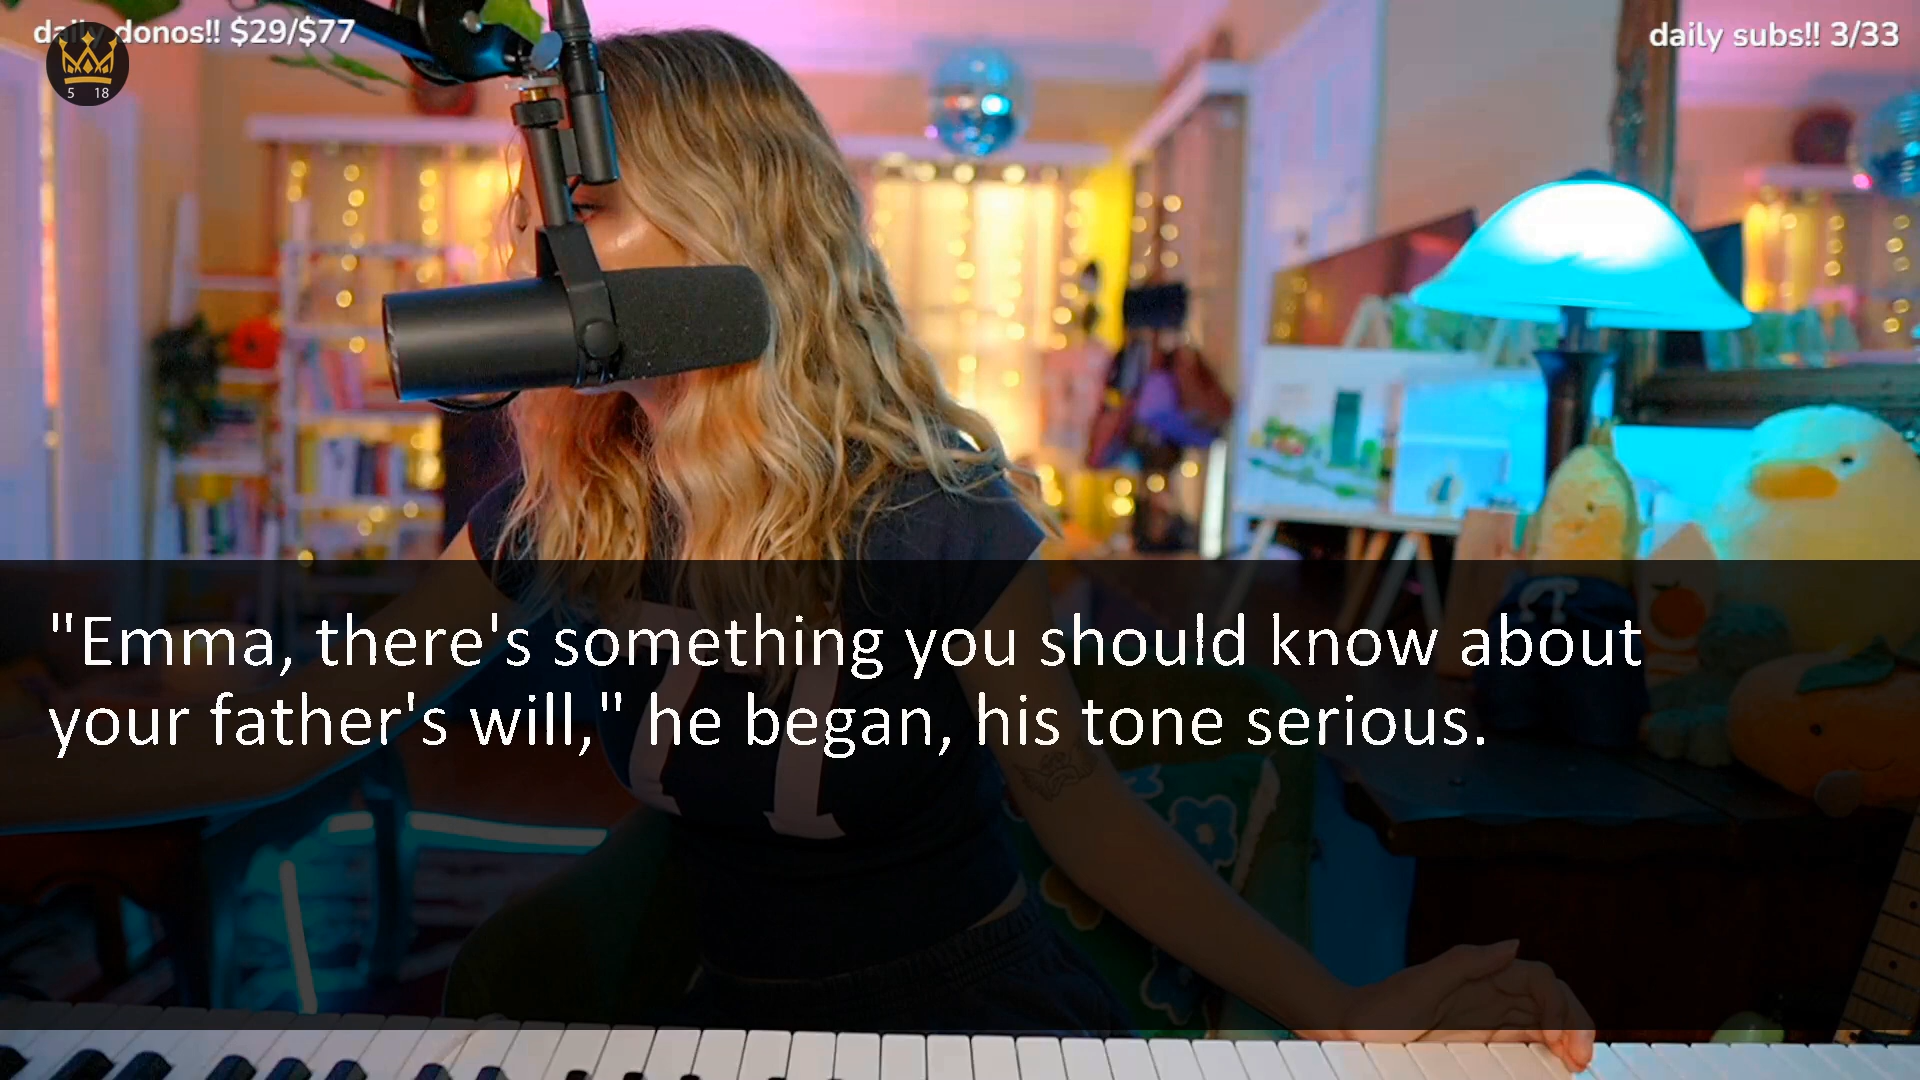 daily donos!! $29/$77
daily subs!! 3/33
5 18
"Emma, there's something you should know about
your father's will," he began, his tone serious.